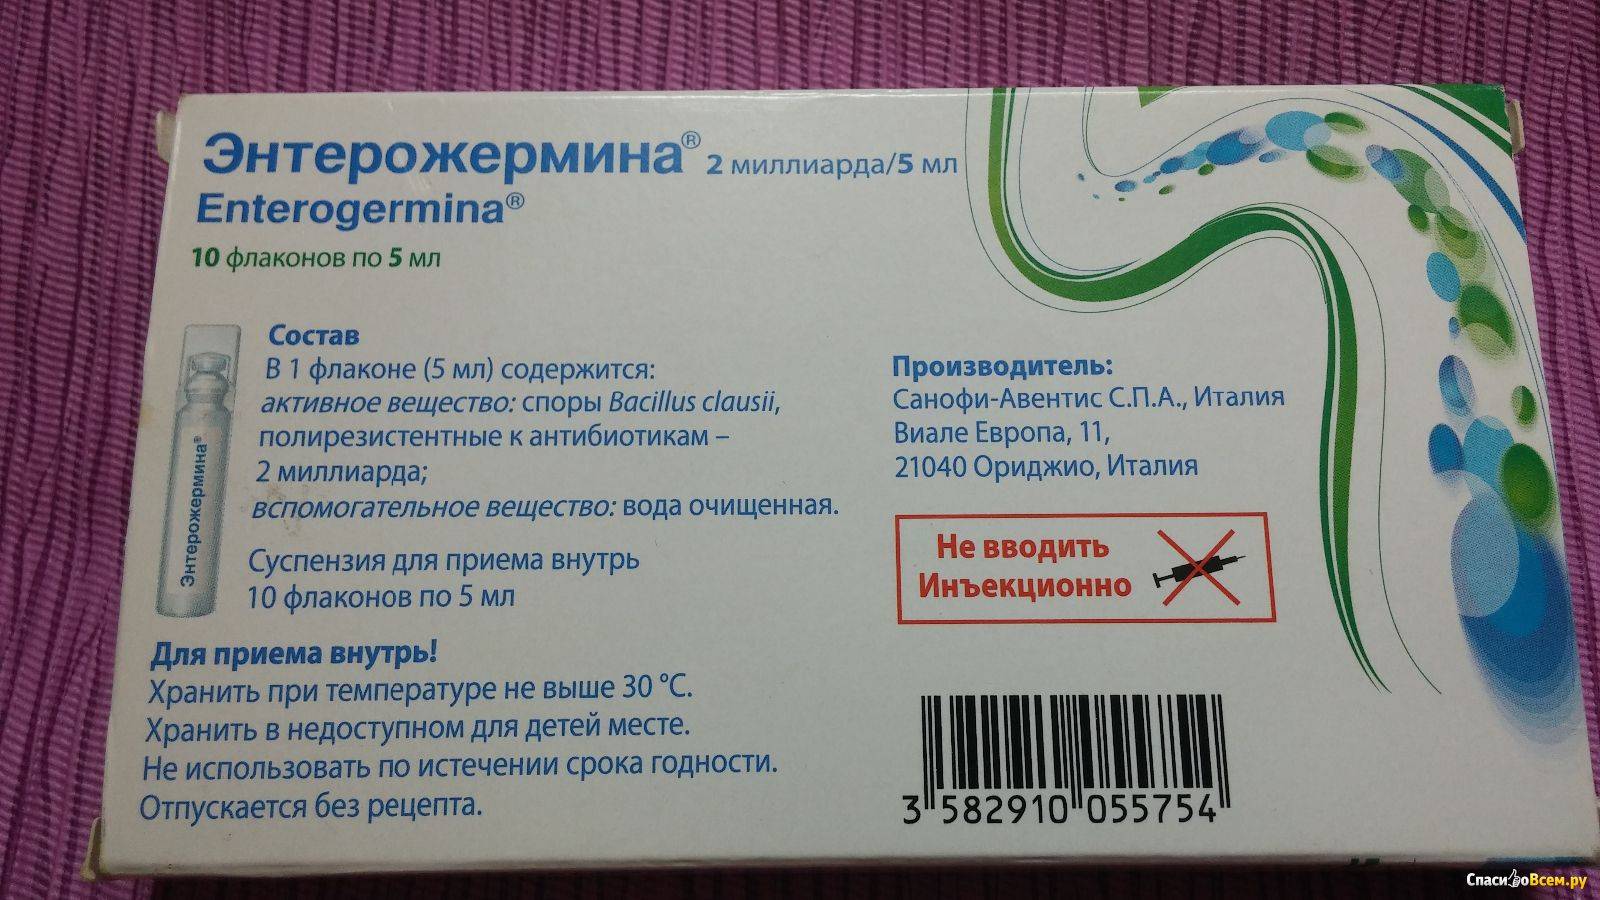 Энтерожермина® 2 миллиарда/5 мл
Enterogermina®
10 флаконов по 5 мл
Энтерожермина®
Состав
В 1 флаконе (5 мл) содержится:
активное вещество: споры Bacillus clausii,
полирезистентные к антибиотикам –
2 миллиарда;
вспомогательное вещество: вода очищенная.
Суспензия для приема внутрь
10 флаконов по 5 мл
Для приема внутрь!
Хранить при температуре не выше 30 °C.
Хранить в недоступном для детей месте.
Не использовать по истечении срока годности.
Отпускается без рецепта.
Производитель:
Санофи-Авентис С.П.А., Италия
Виале Европа, 11,
21040 Ориджио, Италия
Не вводить
Инъекционно
3 582910 055754
СпасибоВсем.ру